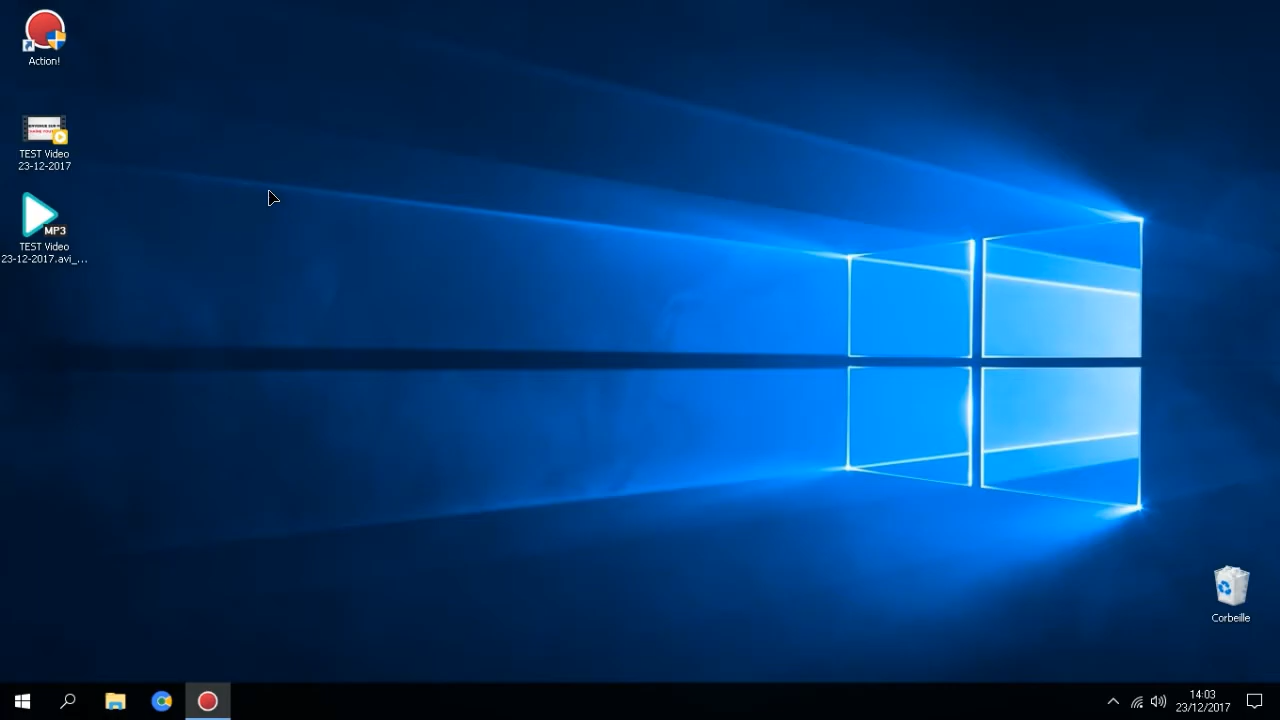 Action!
TEST Video
23-12-2017
MP3
TEST Video
23-12-2017.avi_...
Corbeille
14:03
23/12/2017